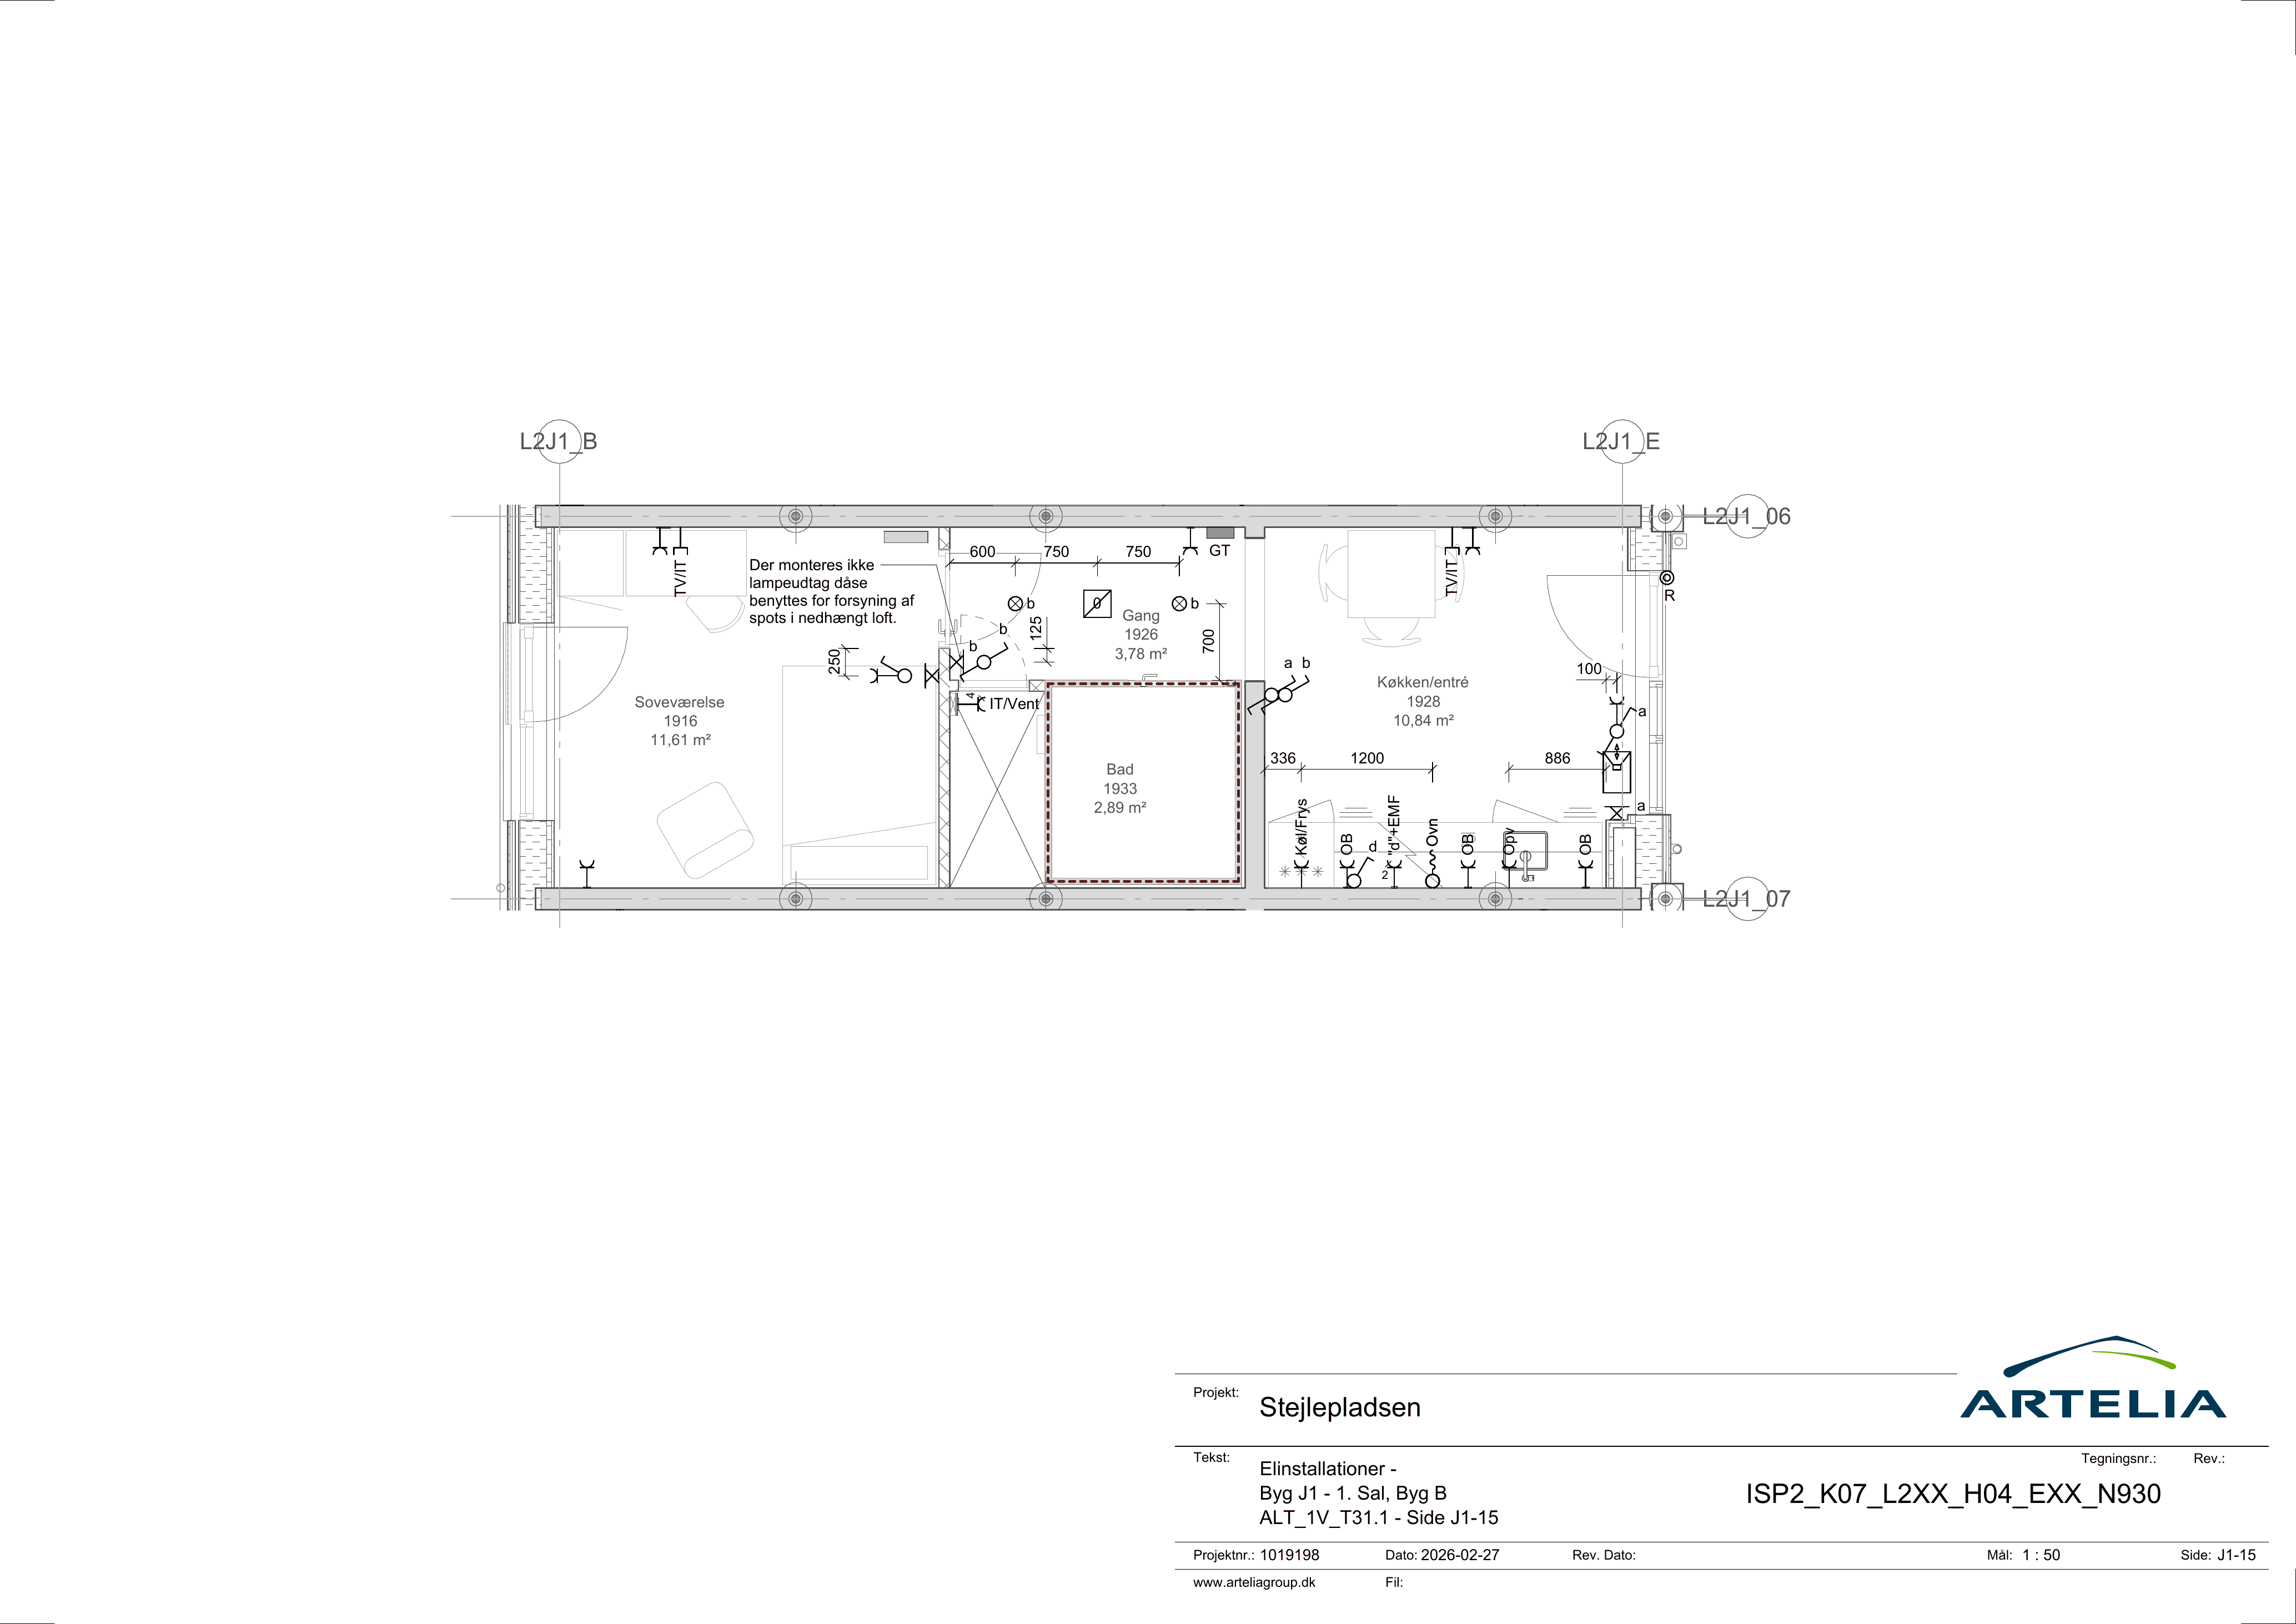 L2J1_B
L2J1_E
L2J1_06
TV/IT
Der monteres ikke
lampeudtag dåse
benyttes for forsyning af
spots i nedhængt loft.
600
750
750
GT
TV/IT
R
b
0
b
Gang
1926
3,78 m²
125
700
b
b
250
a b
100
Soveværelse
1916
11,61 m²
4
IT/Vent
Køkken/entré
1928
10,84 m²
a
336
1200
886
Bad
1933
2,89 m²
a
Køl/Frys
OB
d
"d"+EMF
2
Ovn
OB
Opv
OB
L2J1_07
Projekt:
Stejlepladsen
ARTELIA
Tekst:
Elinstallationer -
Byg J1 - 1. Sal, Byg B
ALT_1V_T31.1 - Side J1-15
Tegningsnr.:
Rev.:
ISP2_K07_L2XX_H04_EXX_N930
Projektnr.: 1019198
Dato: 2026-02-27
Rev. Dato:
Mål: 1 : 50
Side: J1-15
www.arteliagroup.dk
Fil: